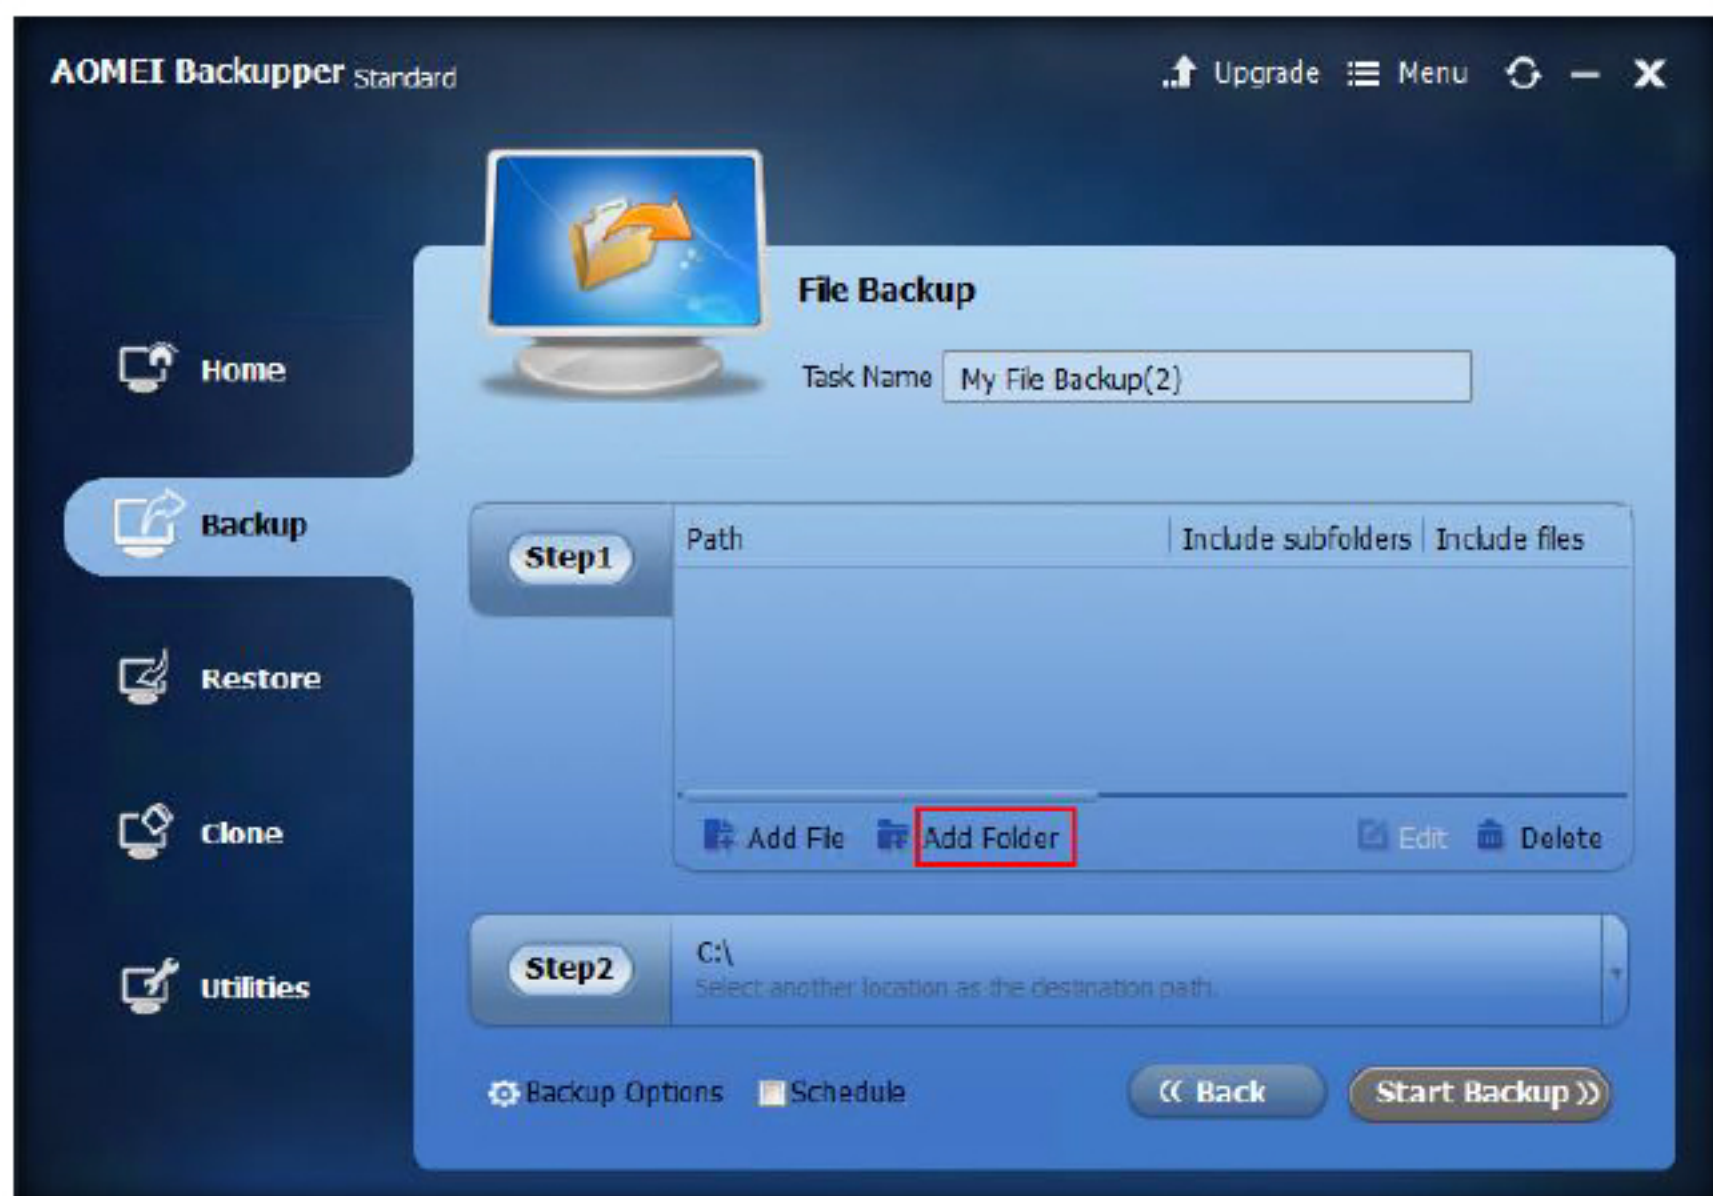 AOMEI Backupper Standard
Upgrade Menu
File Backup
Task Name My File Backup(2)
Home
Backup
Restore
Clone
Utilities
Step1
Path Include subfolders Include files
Add File Add Folder Edit Delete
Step2
C:\
Select another location as the destination path.
Backup Options Schedule
Back Start Backup